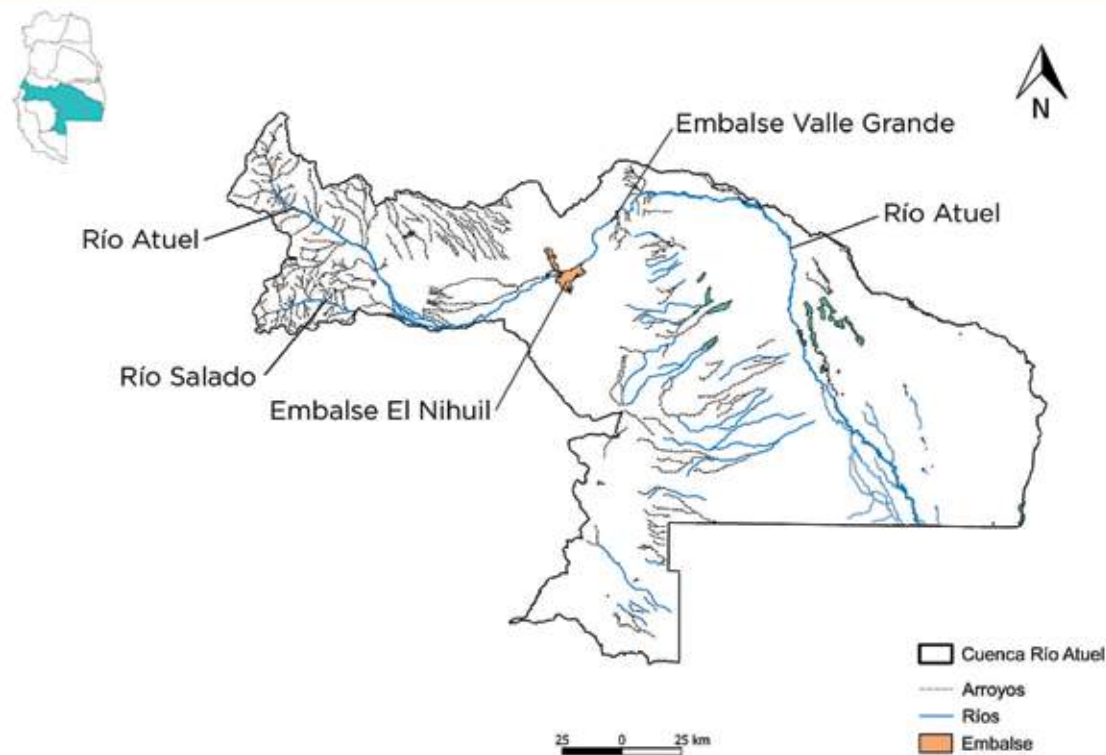 N
Embalse Valle Grande
Río Atuel
Río Atuel
Río Salado
Embalse El Nihuil
Cuenca Río Atuel
Arroyos
Ríos
Embalse
25 0 25 km